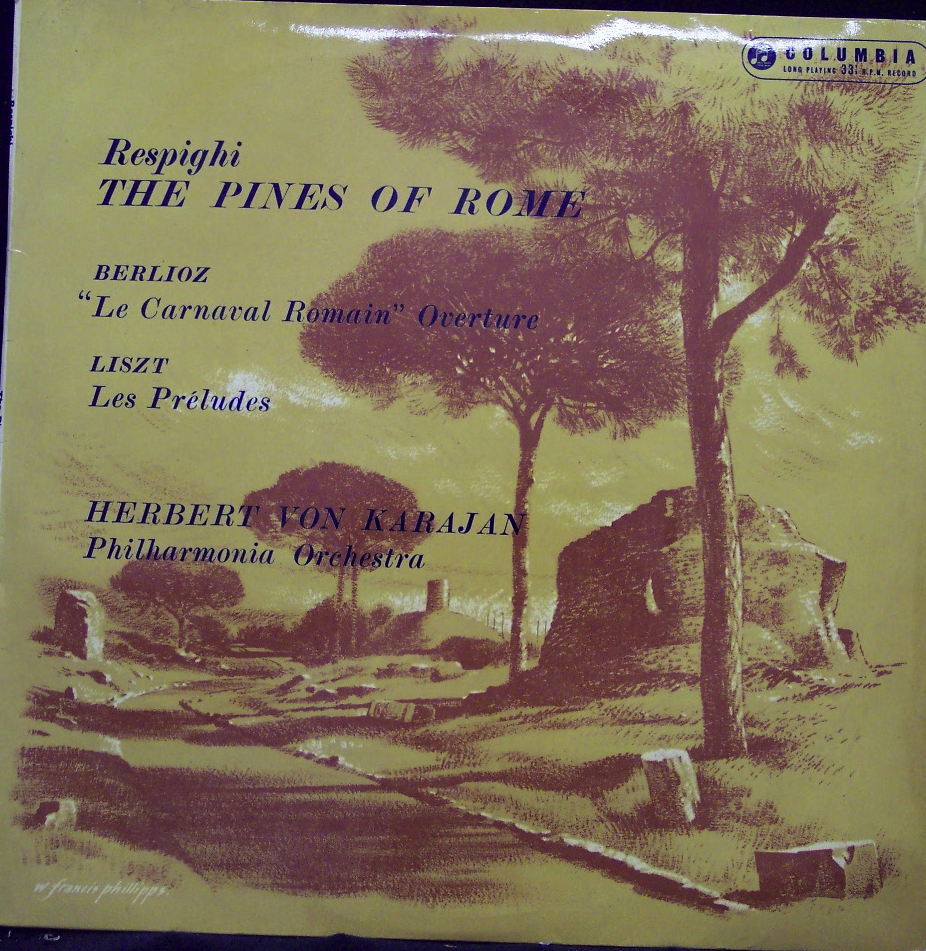 COLUMBIA
LONG PLAYING 33⅓ R.P.M. RECORD
Respighi
THE PINES OF ROME
BERLIOZ
“Le Carnaval Romain” Overture
LISZT
Les Préludes
HERBERT VON KARAJAN
Philharmonia Orchestra
w francis phillipps